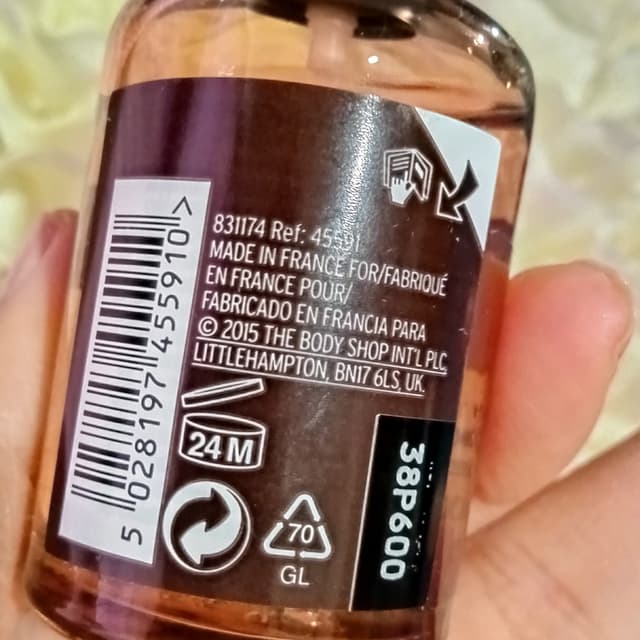 831174 Ref: 45591
MADE IN FRANCE FOR/FABRIQUÉ
EN FRANCE POUR/
FABRICADO EN FRANCIA PARA
© 2015 THE BODY SHOP INT'L PLC,
LITTLEHAMPTON, BN17 6LS, UK.
24 M
70
GL
5 028197 455910 >
38P600